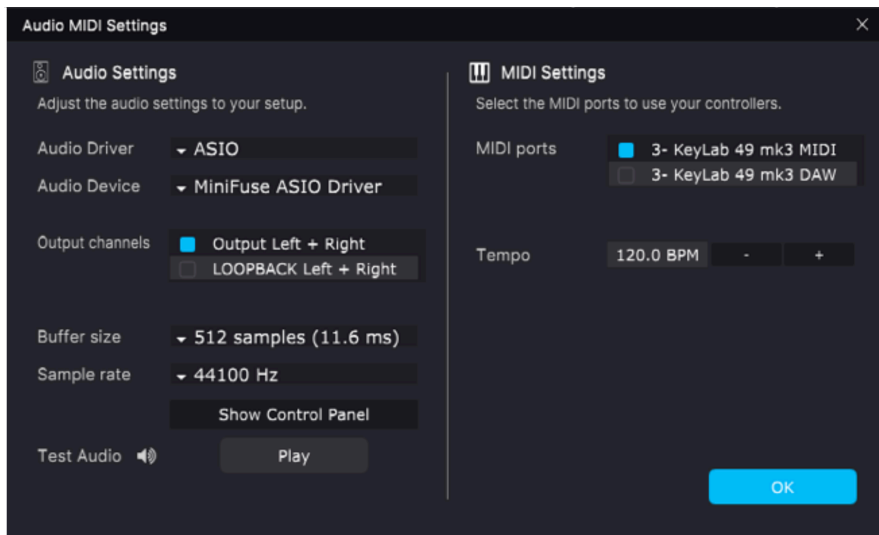 Audio MIDI Settings
Audio Settings
Adjust the audio settings to your setup.
Audio Driver ASIO
Audio Device MiniFuse ASIO Driver
Output channels Output Left + Right
LOOPBACK Left + Right
Buffer size 512 samples (11.6 ms)
Sample rate 44100 Hz
Show Control Panel
Test Audio Play
MIDI Settings
Select the MIDI ports to use your controllers.
MIDI ports 3- KeyLab 49 mk3 MIDI
3- KeyLab 49 mk3 DAW
Tempo 120.0 BPM - +
OK